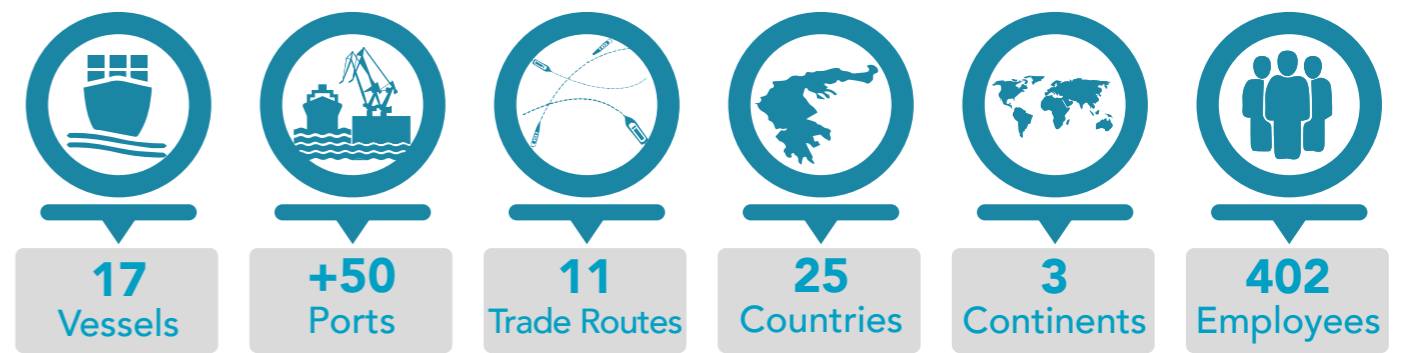 17
Vessels
+50
Ports
11
Trade Routes
25
Countries
3
Continents
402
Employees